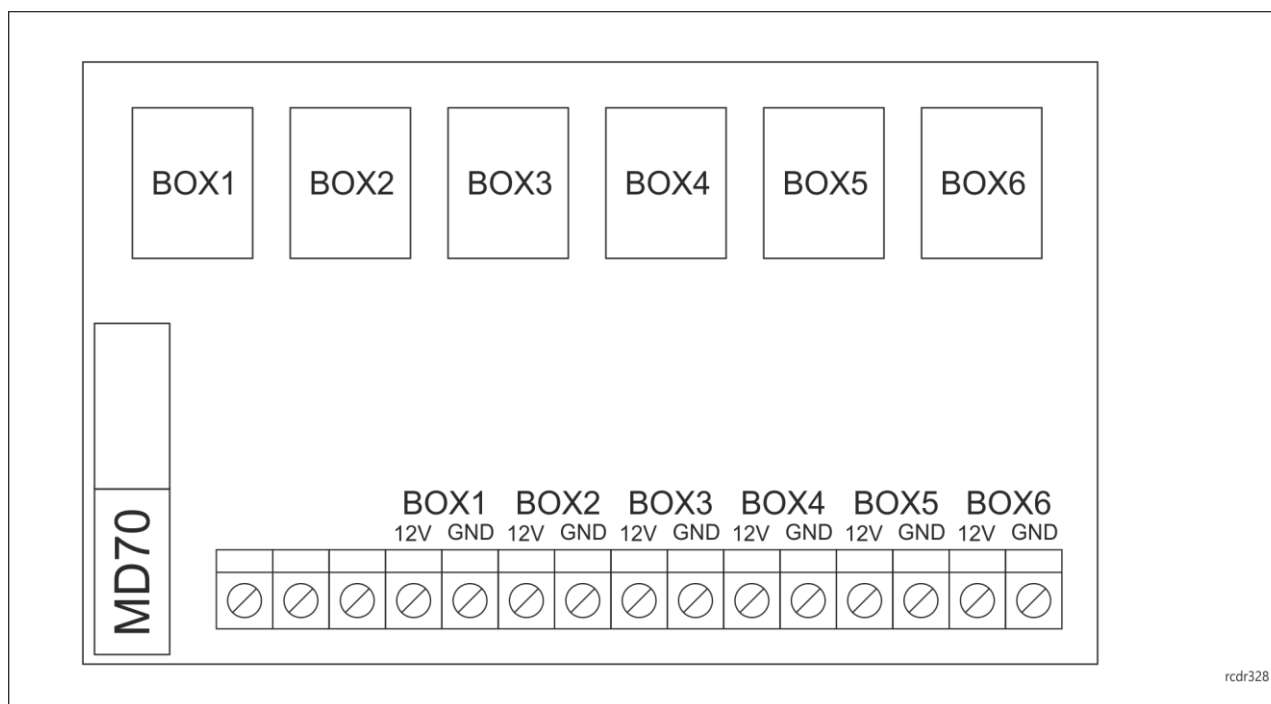 BOX1 BOX2 BOX3 BOX4 BOX5 BOX6
BOX1 BOX2 BOX3 BOX4 BOX5 BOX6
12V GND 12V GND 12V GND 12V GND 12V GND 12V GND
MD70
rcdr328